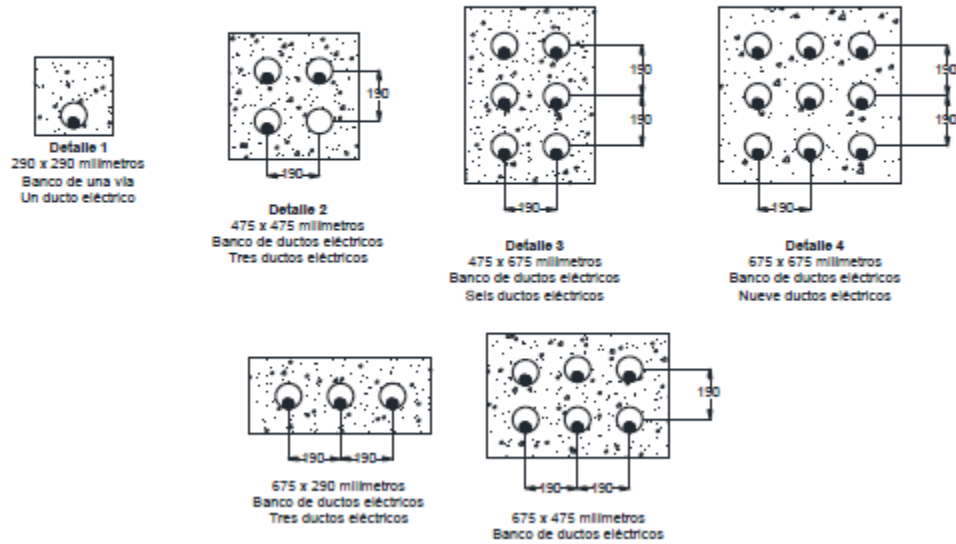 Detalle 1
290 x 290 milímetros
Banco de una vía
Un ducto eléctrico
190
190
Detalle 2
475 x 475 milímetros
Banco de ductos eléctricos
Tres ductos eléctricos
190
190
190
Detalle 3
475 x 675 milímetros
Banco de ductos eléctricos
Seis ductos eléctricos
190
190
190
Detalle 4
675 x 675 milímetros
Banco de ductos eléctricos
Nueve ductos eléctricos
190 190
675 x 290 milímetros
Banco de ductos eléctricos
Tres ductos eléctricos
190
190 190
675 x 475 milímetros
Banco de ductos eléctricos